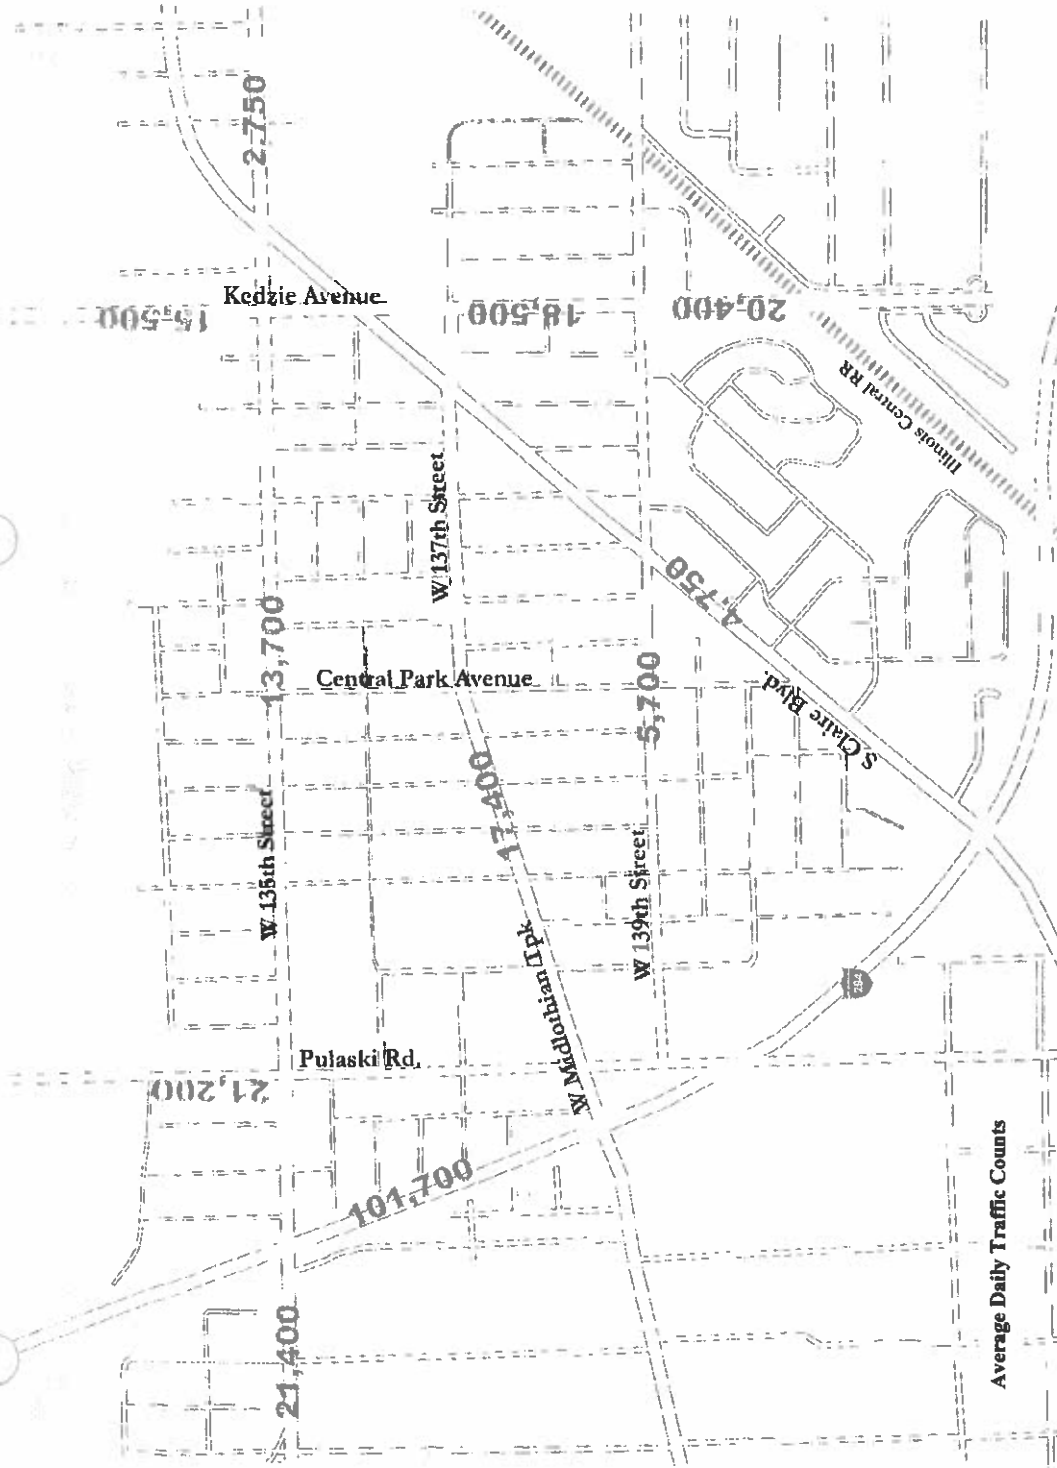 2,750
Kedzie Avenue
15,500
18,500
20,400
Illinois Central RR
W 137th Street
13,700
4,750
Central Park Avenue
5,700
S. Claire Blvd.
17,400
W 135th Street
W 139th Street
W Midlothian Tpk
294
Pulaski Rd.
21,200
101,700
21,400
Average Daily Traffic Counts